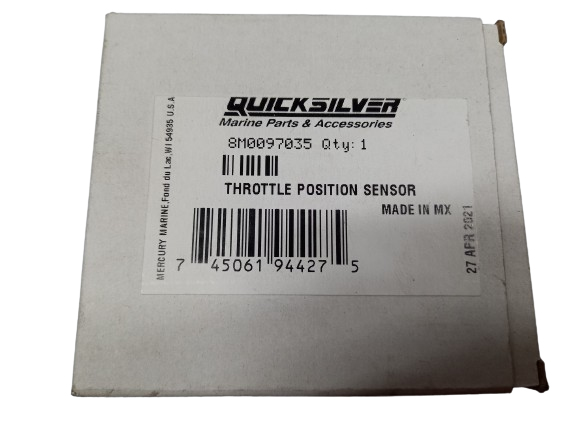 QUICKSILVER
Marine Parts & Accessories
8M0097035 Qty: 1
THROTTLE POSITION SENSOR
MADE IN MX
7 45061 94427 5
MERCURY MARINE,Fond du Lac,WI 54935 U.S.A
27 APR 2021